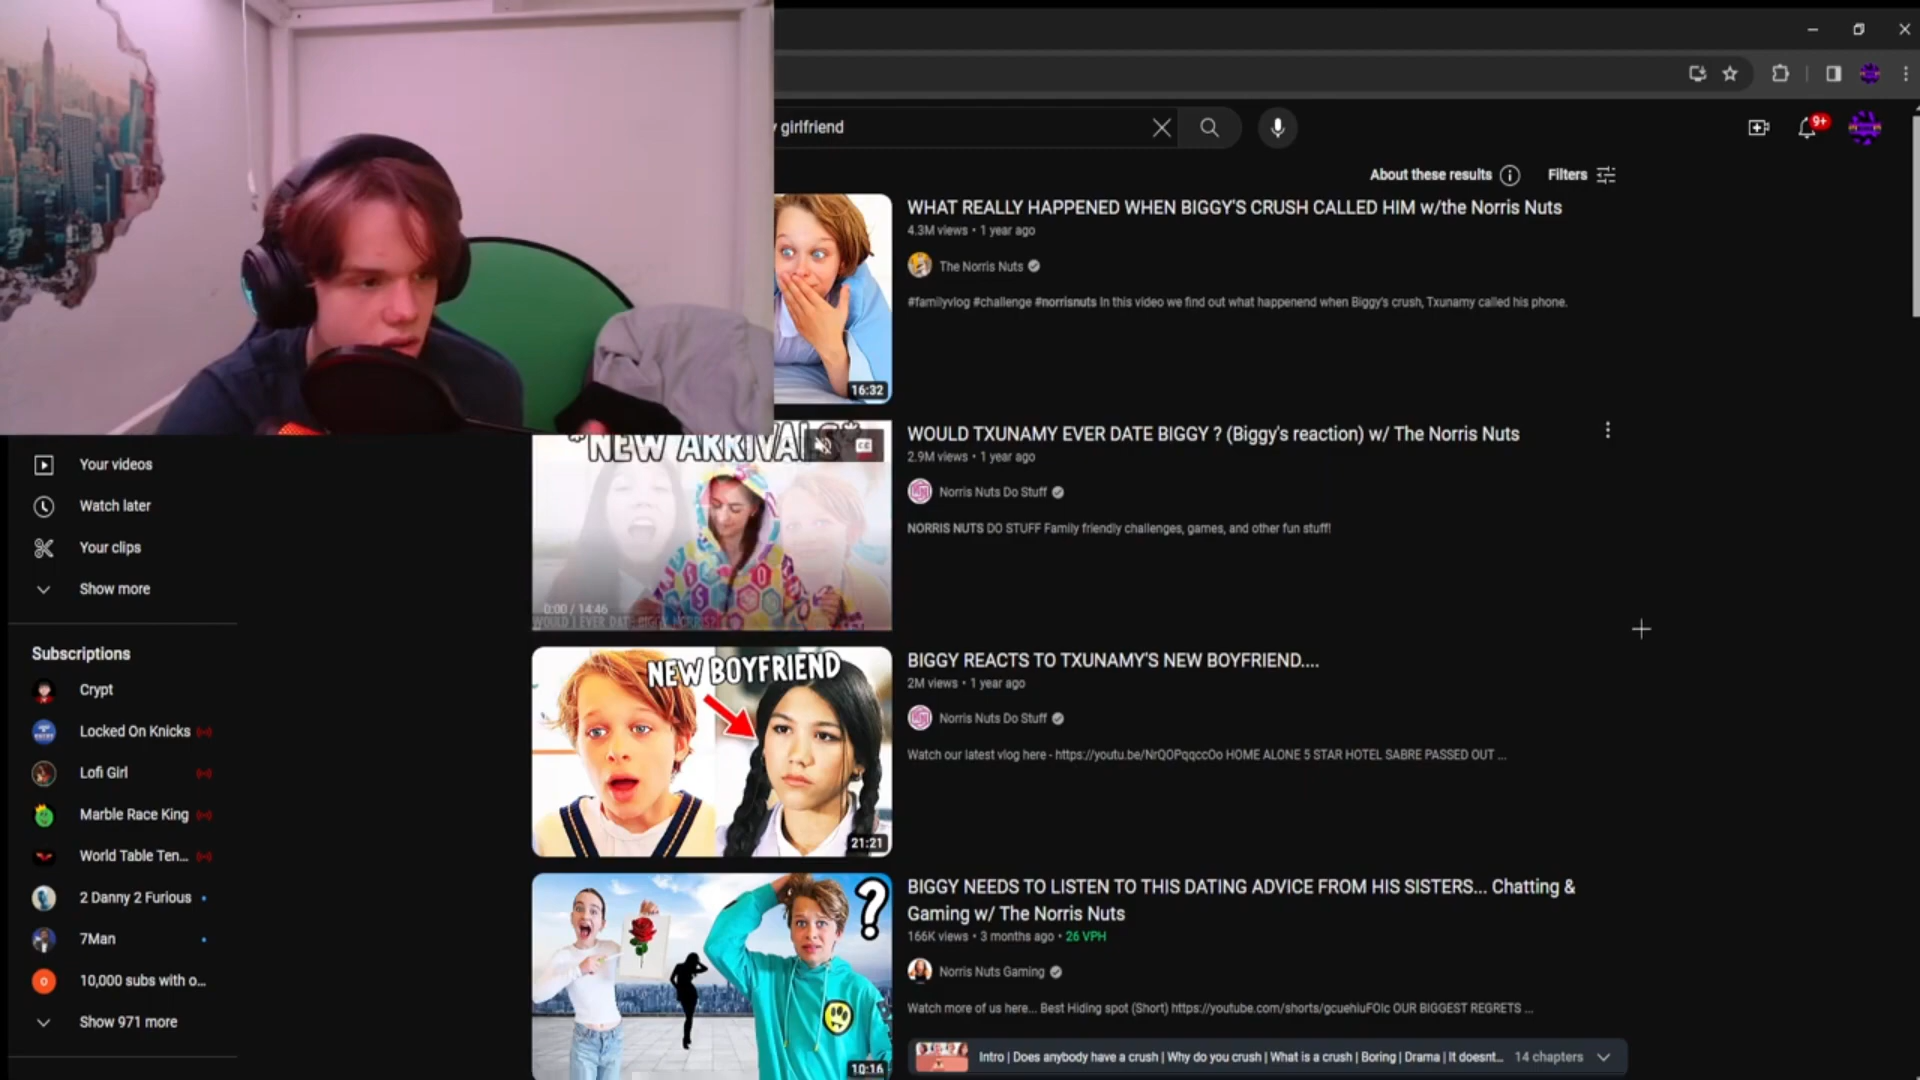 girlfriend
9+
About these results
Filters
WHAT REALLY HAPPENED WHEN BIGGY'S CRUSH CALLED HIM w/the Norris Nuts
4.3M views • 1 year ago
The Norris Nuts
#familyvlog #challenge #norrisnuts In this video we find out what happenend when Biggy's crush, Txunamy called his phone.
16:32
*NEW ARRIVALS*
CC
0:00 / 14:46
WOULD I EVER DATE BIGGY NORRIS?
WOULD TXUNAMY EVER DATE BIGGY ? (Biggy's reaction) w/ The Norris Nuts
2.9M views • 1 year ago
Norris Nuts Do Stuff
NORRIS NUTS DO STUFF Family friendly challenges, games, and other fun stuff!
Your videos
Watch later
Your clips
Show more
Subscriptions
Crypt
Locked On Knicks
Lofi Girl
Marble Race King
World Table Ten...
2 Danny 2 Furious •
7Man •
10,000 subs with o...
Show 971 more
NEW BOYFRIEND
21:21
BIGGY REACTS TO TXUNAMY'S NEW BOYFRIEND....
2M views • 1 year ago
Norris Nuts Do Stuff
Watch our latest vlog here - https://youtu.be/NrQOPqqccOo HOME ALONE 5 STAR HOTEL SABRE PASSED OUT ...
?
10:16
BIGGY NEEDS TO LISTEN TO THIS DATING ADVICE FROM HIS SISTERS... Chatting &
Gaming w/ The Norris Nuts
166K views • 3 months ago • 26 VPH
Norris Nuts Gaming
Watch more of us here... Best Hiding spot (Short) https://youtube.com/shorts/gcuehiuFOlc OUR BIGGEST REGRETS ...
Intro | Does anybody have a crush | Why do you crush | What is a crush | Boring | Drama | It doesnt... 14 chapters